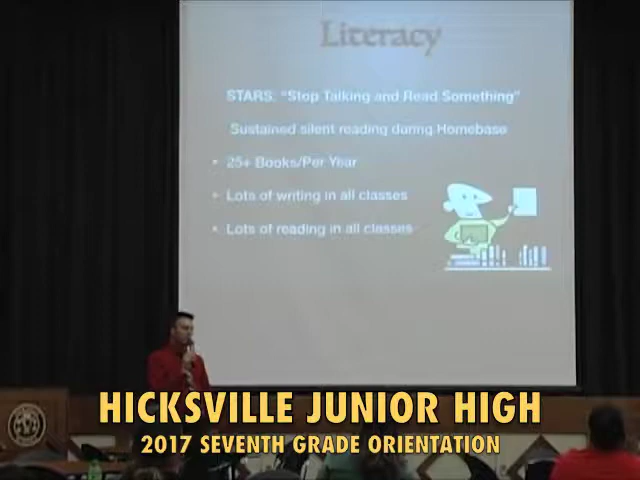 Literacy
STARS: "Stop Talking and Read Something"
Sustained silent reading during Homebase
• 25+ Books/Per Year
• Lots of writing in all classes
• Lots of reading in all classes
HICKSVILLE JUNIOR HIGH
2017 SEVENTH GRADE ORIENTATION